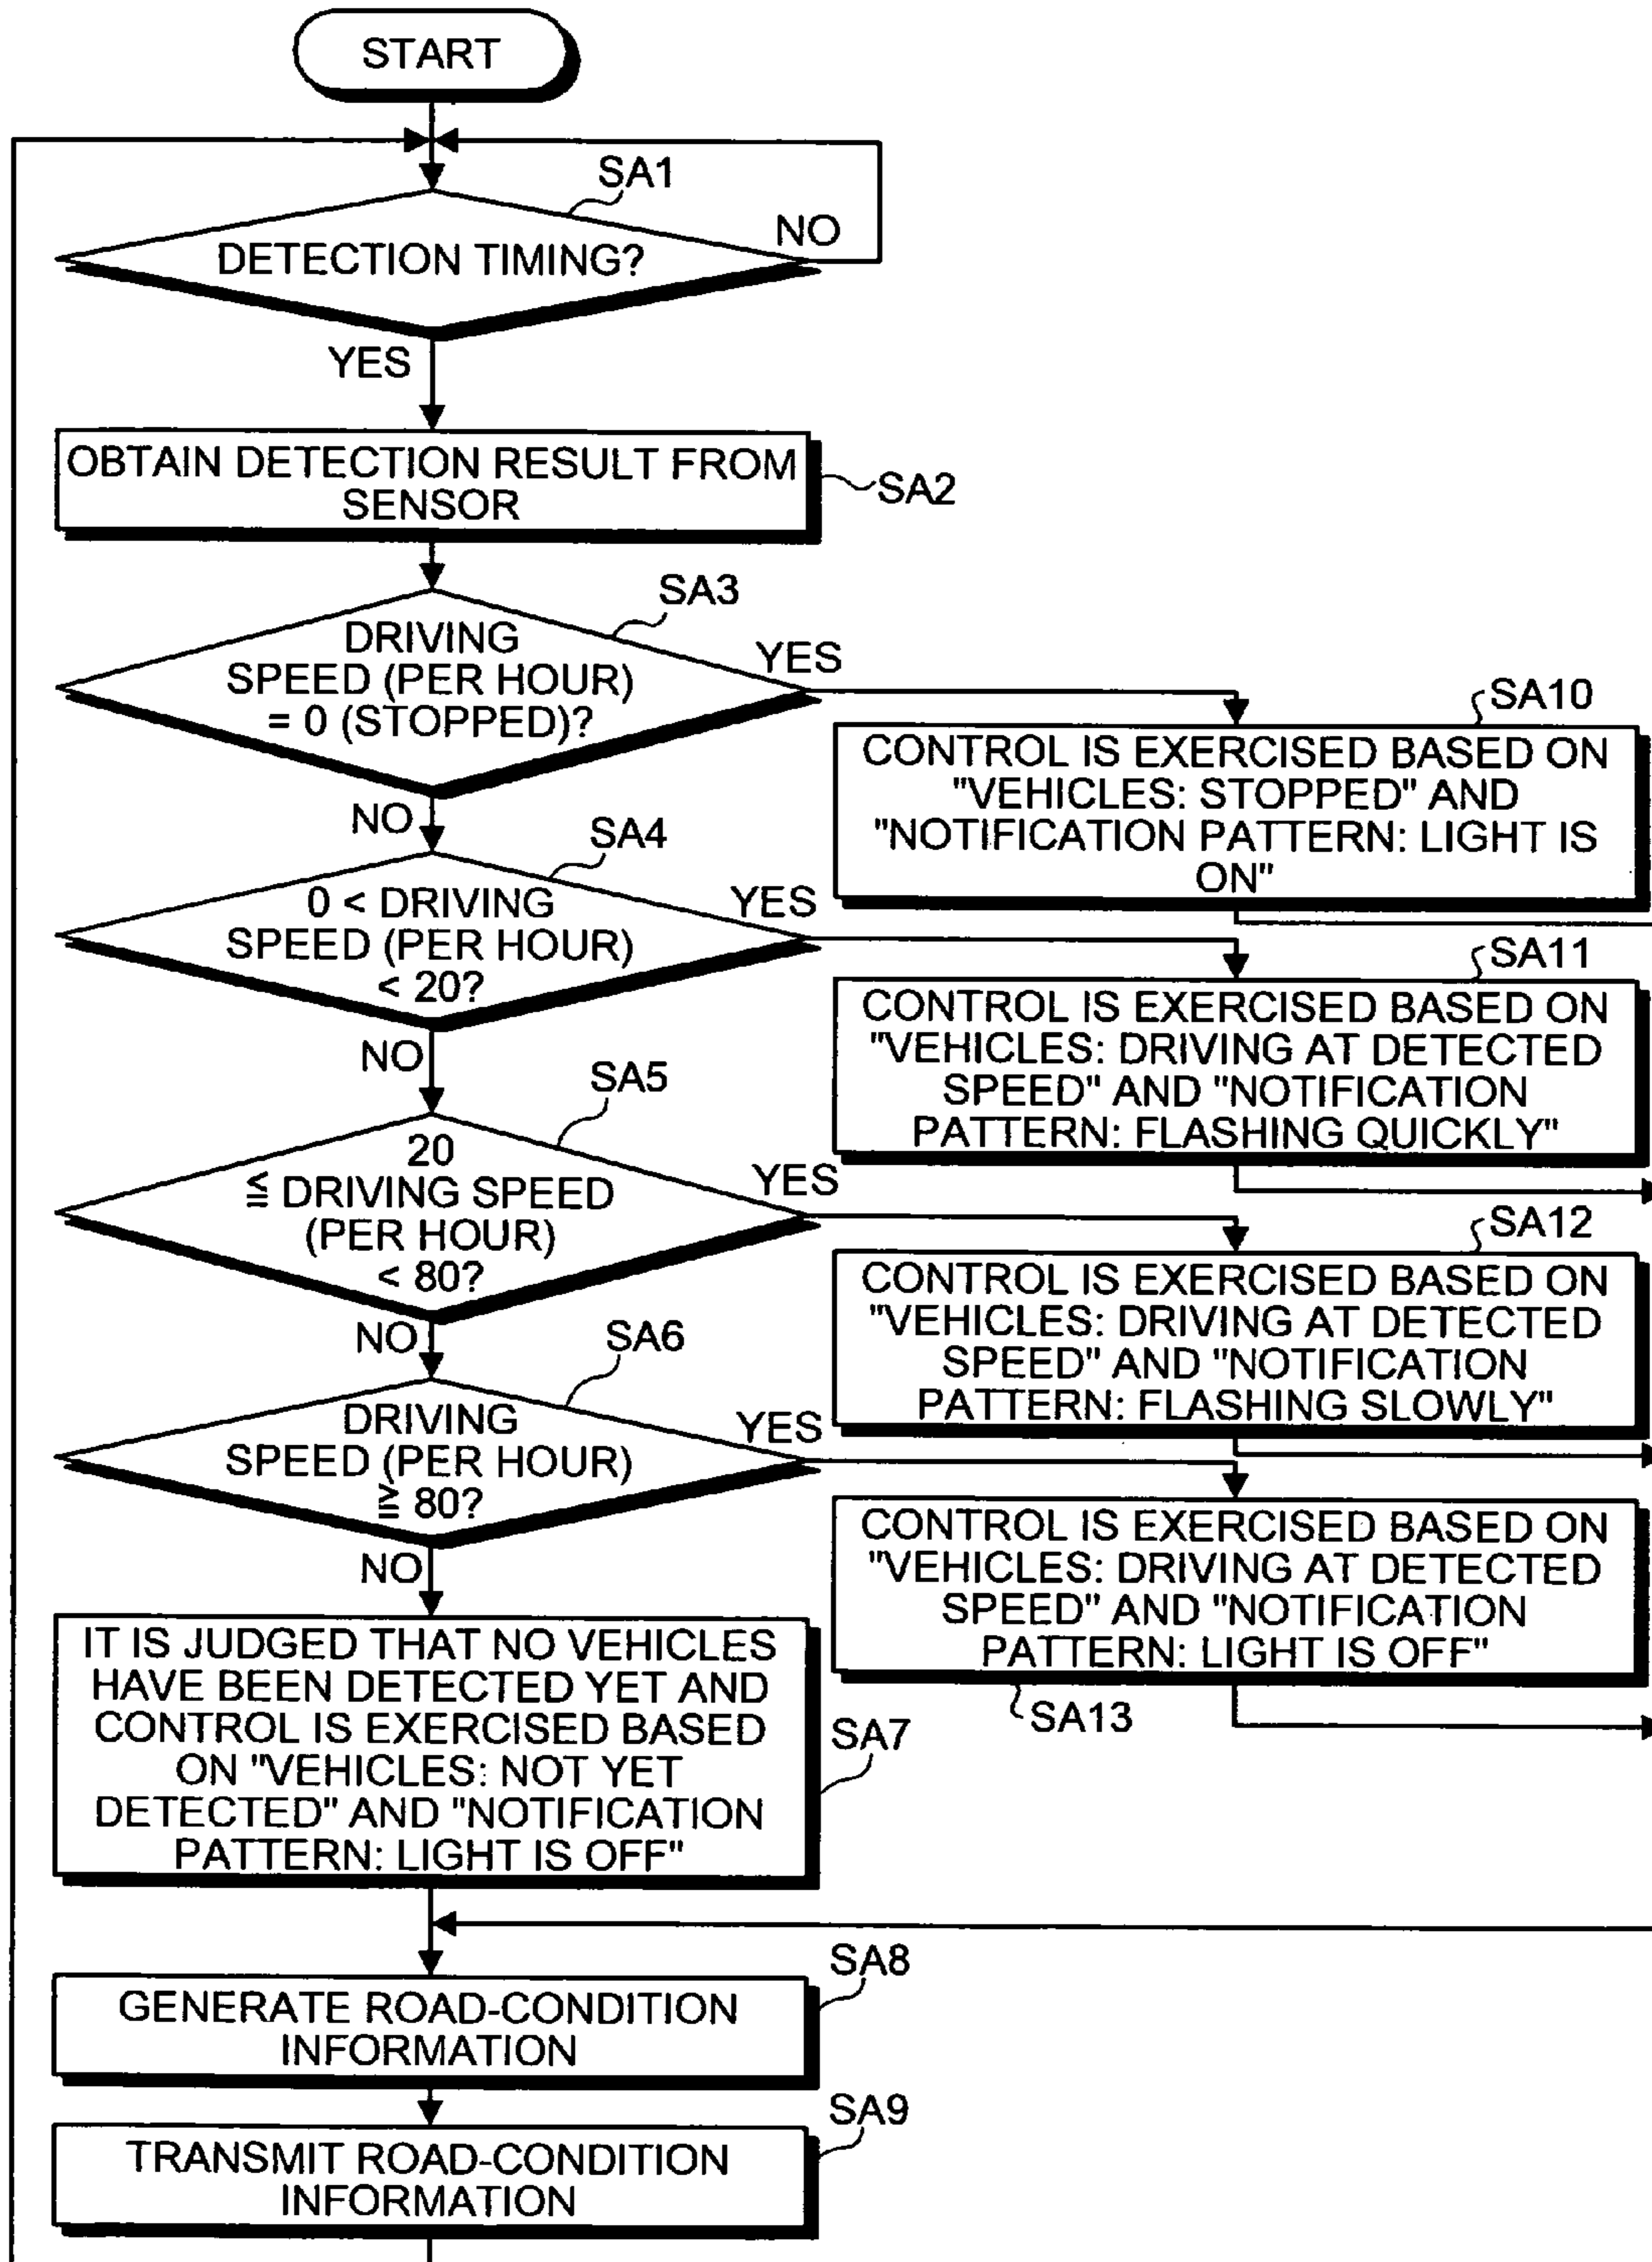 START
SA1
DETECTION TIMING?
NO
YES
OBTAIN DETECTION RESULT FROM
SENSOR
SA2
SA3
DRIVING
SPEED (PER HOUR)
= 0 (STOPPED)?
YES
NO
SA10
CONTROL IS EXERCISED BASED ON
"VEHICLES: STOPPED" AND
"NOTIFICATION PATTERN: LIGHT IS
ON"
SA4
0 < DRIVING
SPEED (PER HOUR)
< 20?
YES
NO
SA11
CONTROL IS EXERCISED BASED ON
"VEHICLES: DRIVING AT DETECTED
SPEED" AND "NOTIFICATION
PATTERN: FLASHING QUICKLY"
SA5
20
≦ DRIVING SPEED
(PER HOUR)
< 80?
YES
NO
SA12
CONTROL IS EXERCISED BASED ON
"VEHICLES: DRIVING AT DETECTED
SPEED" AND "NOTIFICATION
PATTERN: FLASHING SLOWLY"
SA6
DRIVING
SPEED (PER HOUR)
≧ 80?
YES
NO
CONTROL IS EXERCISED BASED ON
"VEHICLES: DRIVING AT DETECTED
SPEED" AND "NOTIFICATION
PATTERN: LIGHT IS OFF"
SA13
IT IS JUDGED THAT NO VEHICLES
HAVE BEEN DETECTED YET AND
CONTROL IS EXERCISED BASED
ON "VEHICLES: NOT YET
DETECTED" AND "NOTIFICATION
PATTERN: LIGHT IS OFF"
SA7
SA8
GENERATE ROAD-CONDITION
INFORMATION
SA9
TRANSMIT ROAD-CONDITION
INFORMATION